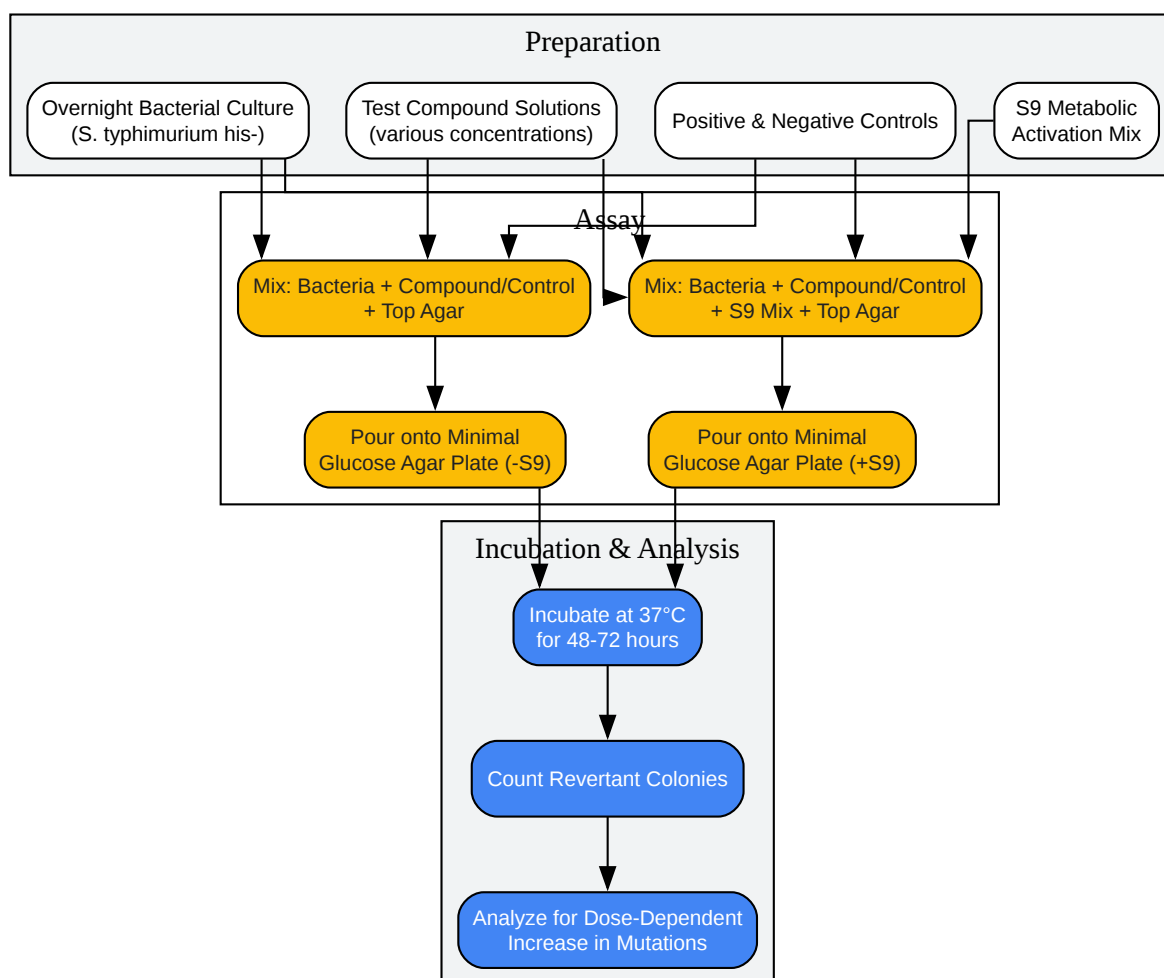 Preparation
Overnight Bacterial Culture
(S. typhimurium his-)
Test Compound Solutions
(various concentrations)
Positive & Negative Controls
S9 Metabolic
Activation Mix
Assay
Mix: Bacteria + Compound/Control
+ Top Agar
Mix: Bacteria + Compound/Control
+ S9 Mix + Top Agar
Pour onto Minimal
Glucose Agar Plate (-S9)
Pour onto Minimal
Glucose Agar Plate (+S9)
Incubation & Analysis
Incubate at 37°C
for 48-72 hours
Count Revertant Colonies
Analyze for Dose-Dependent
Increase in Mutations